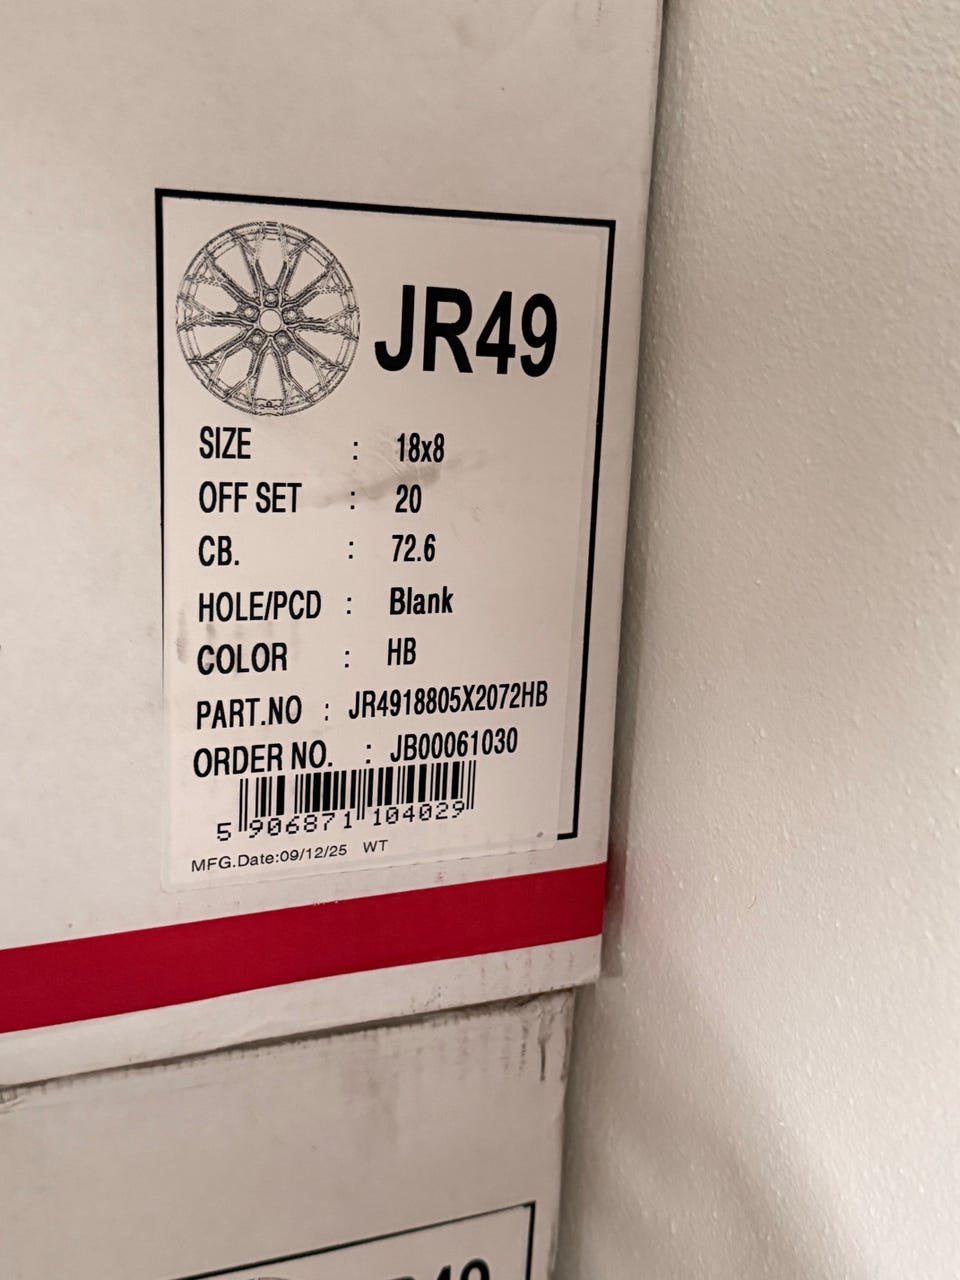 JR49
SIZE : 18x8
OFF SET : 20
CB. : 72.6
HOLE/PCD : Blank
COLOR : HB
PART.NO : JR4918805X2072HB
ORDER NO. : JB00061030
5 906871 104029
MFG.Date:09/12/25 WT